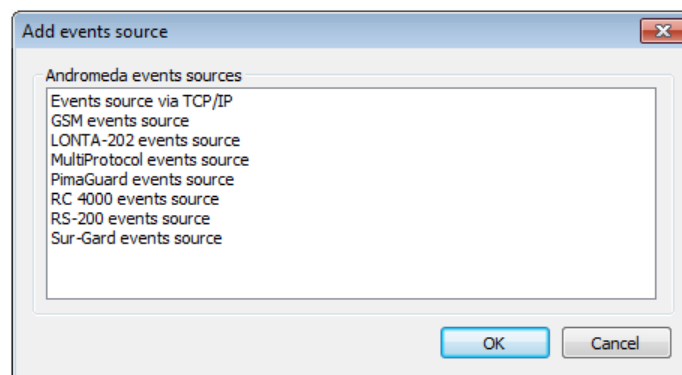 Add events source
Andromeda events sources
Events source via TCP/IP
GSM events source
LONTA-202 events source
MultiProtocol events source
PimaGuard events source
RC 4000 events source
RS-200 events source
Sur-Gard events source
OK
Cancel